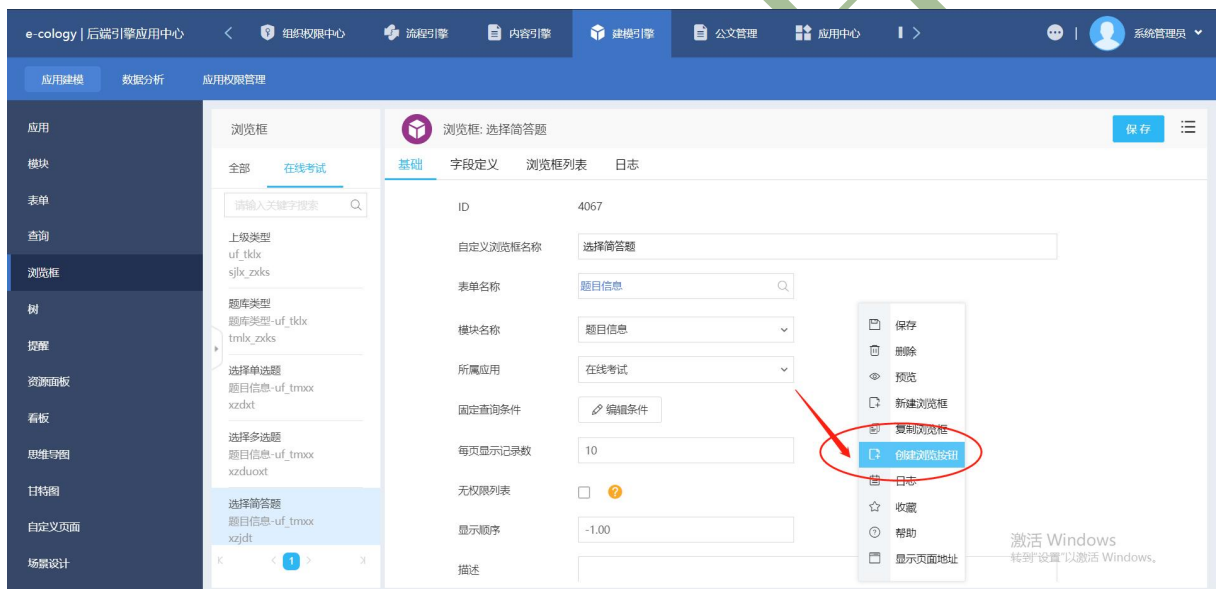 e-cology | 后端引擎应用中心
组织权限中心
流程引擎
内容引擎
建模引擎
公文管理
应用中心
系统管理员
应用建模
数据分析
应用权限管理
应用
模块
表单
查询
浏览框
树
提醒
资源面板
看板
思维导图
甘特图
自定义页面
场景设计
浏览框
全部
在线考试
请输入关键字搜索
上级类型
uf_tklx
sjlx_zxks
题库类型
题库类型-uf_tklx
tmlx_zxks
选择单选题
题目信息-uf_tmxx
xzdxt
选择多选题
题目信息-uf_tmxx
xzduoxt
选择简答题
题目信息-uf_tmxx
xzjdt
1
浏览框: 选择简答题
保存
基础
字段定义
浏览框列表
日志
ID
4067
自定义浏览框名称
选择简答题
表单名称
题目信息
模块名称
题目信息
所属应用
在线考试
固定查询条件
编辑条件
每页显示记录数
10
无权限列表
?
显示顺序
-1.00
描述
保存
删除
预览
新建浏览框
复制浏览框
创建浏览按钮
日志
收藏
帮助
显示页面地址
激活 Windows
转到"设置"以激活 Windows。